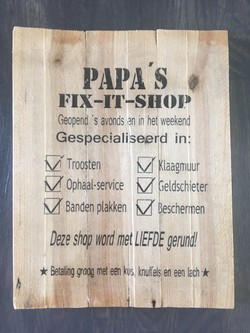 PAPA'S
FIX-IT-SHOP
Geopend 's avonds en in het weekend
Gespecialiseerd in:
Troosten Klaagmuur
Ophaal-service Geldschieter
Banden plakken Beschermen
Deze shop word met LIEFDE gerund!
★ Betaling graag met een kus, knuffels en een lach ★